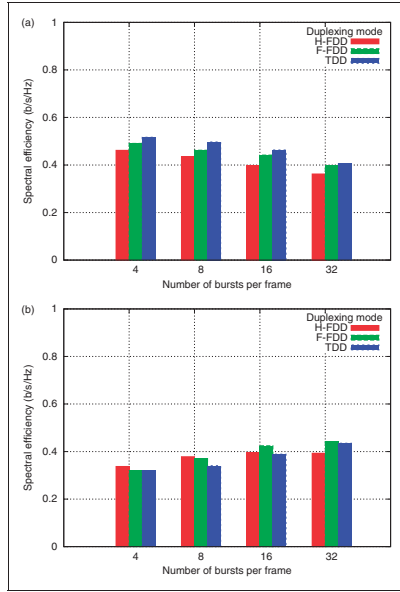 (a)
Duplexing mode
H-FDD
F-FDD
TDD
1
0.8
0.6
0.4
0.2
0
Spectral efficiency (b/s/Hz)
4 8 16 32
Number of bursts per frame
(b)
Duplexing mode
H-FDD
F-FDD
TDD
1
0.8
0.6
0.4
0.2
0
Spectral efficiency (b/s/Hz)
4 8 16 32
Number of bursts per frame